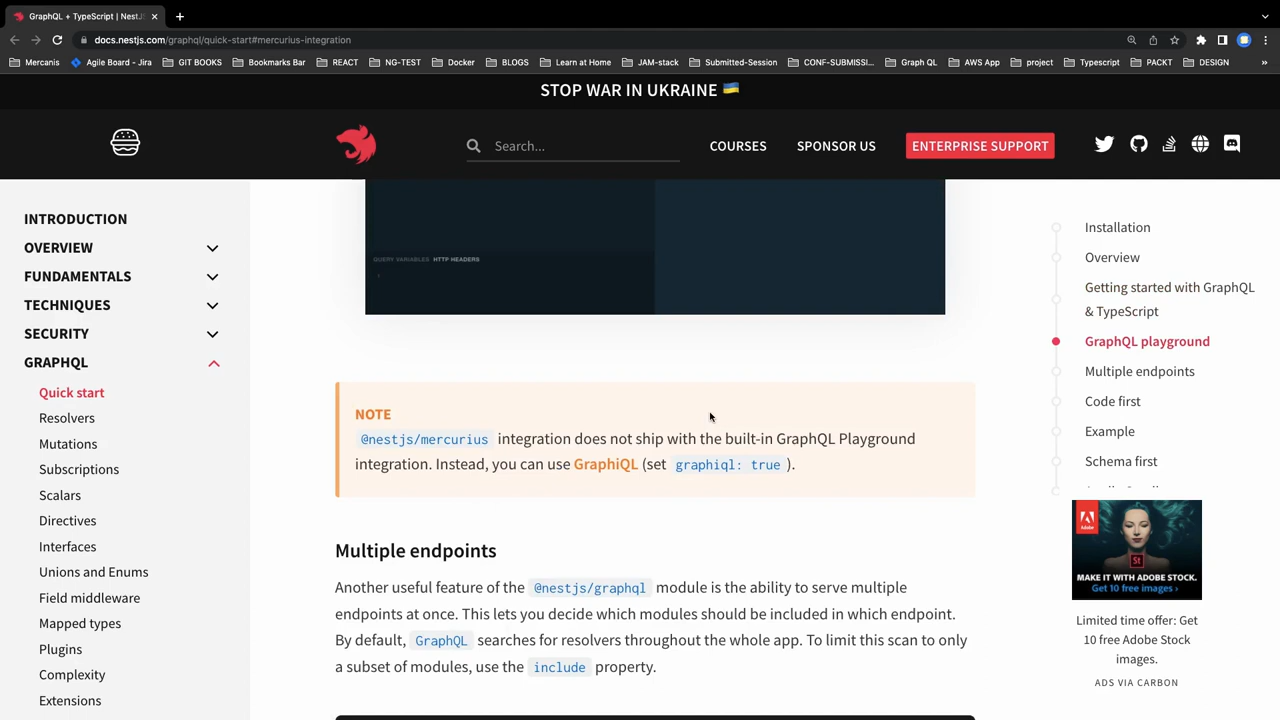 GraphQL + TypeScript | NestJS
docs.nestjs.com/graphql/quick-start#mercurius-integration
Mercanis
Agile Board - Jira
GIT BOOKS
Bookmarks Bar
REACT
NG-TEST
Docker
BLOGS
Learn at Home
JAM-stack
Submitted-Session
CONF-SUBMISSI...
Graph QL
AWS App
project
Typescript
PACKT
DESIGN
»
STOP WAR IN UKRAINE 🇺🇦
Search...
COURSES
SPONSOR US
ENTERPRISE SUPPORT
INTRODUCTION
OVERVIEW
FUNDAMENTALS
TECHNIQUES
SECURITY
GRAPHQL
Quick start
Resolvers
Mutations
Subscriptions
Scalars
Directives
Interfaces
Unions and Enums
Field middleware
Mapped types
Plugins
Complexity
Extensions
QUERY VARIABLES HTTP HEADERS
NOTE
@nestjs/mercurius integration does not ship with the built-in GraphQL Playground
integration. Instead, you can use GraphiQL (set graphiql: true ).
Multiple endpoints
Another useful feature of the @nestjs/graphql module is the ability to serve multiple
endpoints at once. This lets you decide which modules should be included in which endpoint.
By default, GraphQL searches for resolvers throughout the whole app. To limit this scan to only
a subset of modules, use the include property.
Installation
Overview
Getting started with GraphQL
& TypeScript
GraphQL playground
Multiple endpoints
Code first
Example
Schema first
Adobe
St
MAKE IT WITH ADOBE STOCK.
Get 10 free images ›
Limited time offer: Get
10 free Adobe Stock
images.
ADS VIA CARBON